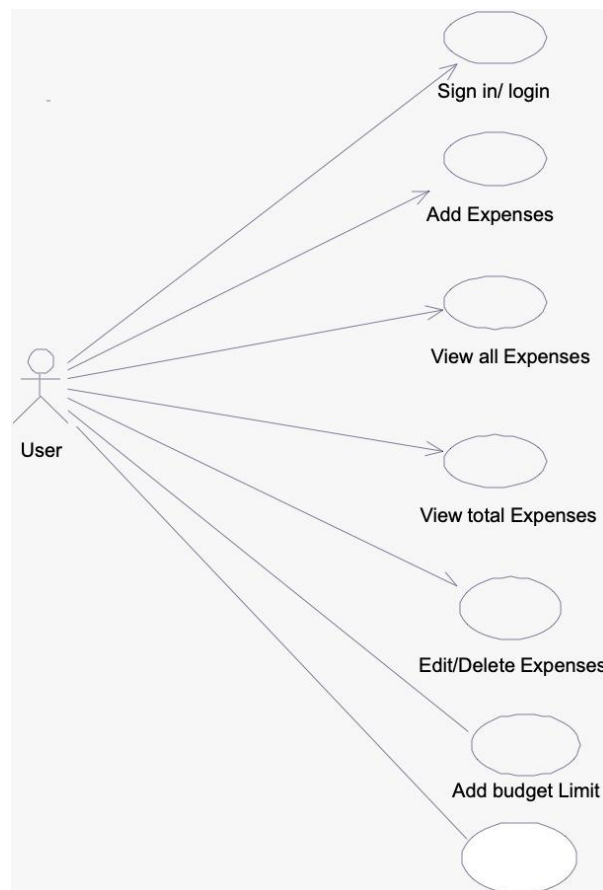 Sign in/ login
Add Expenses
View all Expenses
User
View total Expenses
Edit/Delete Expenses
Add budget Limit